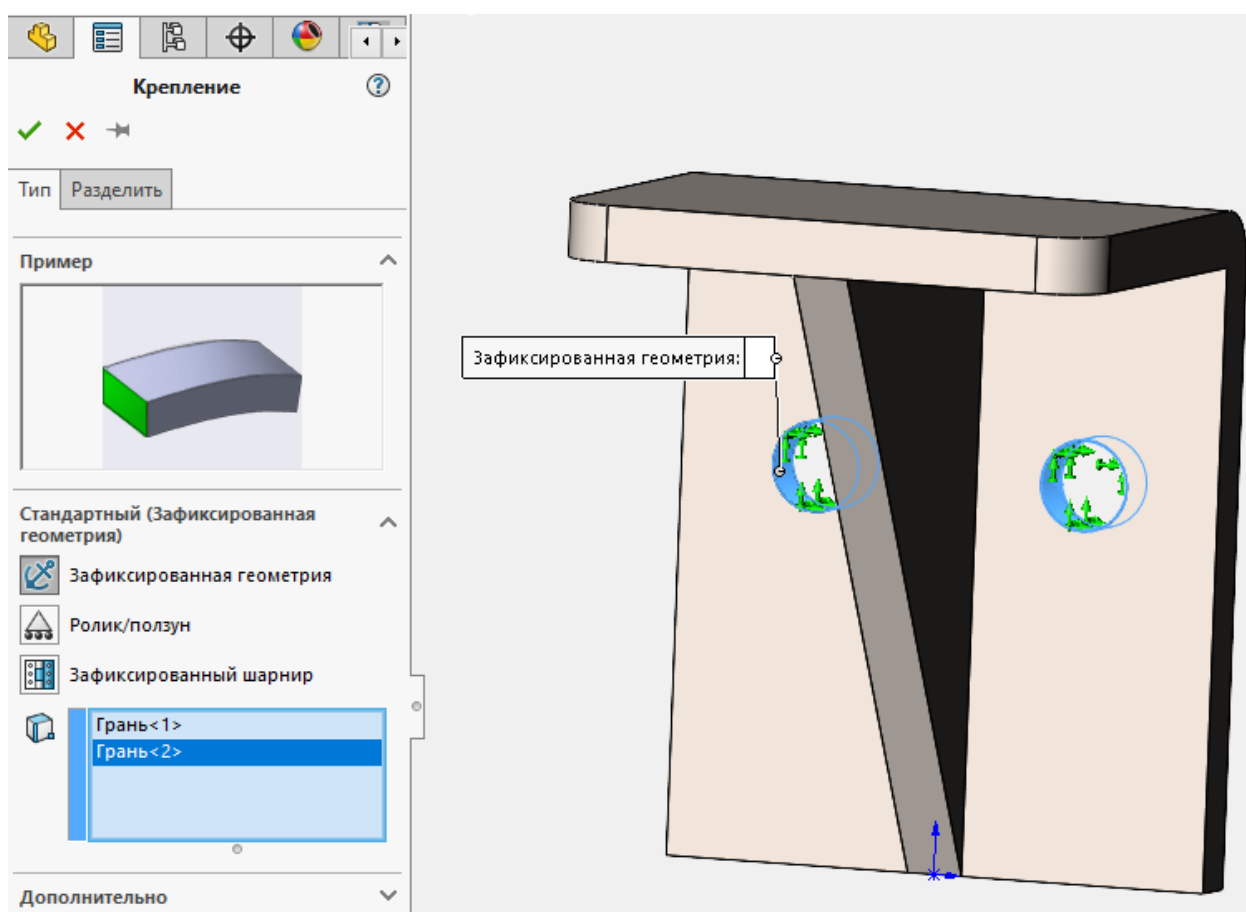 Крепление
Тип Разделить
Пример
Зафиксированная геометрия:
Стандартный (Зафиксированная
геометрия)
Зафиксированная геометрия
Ролик/ползун
Зафиксированный шарнир
Грань<1>
Грань<2>
Дополнительно